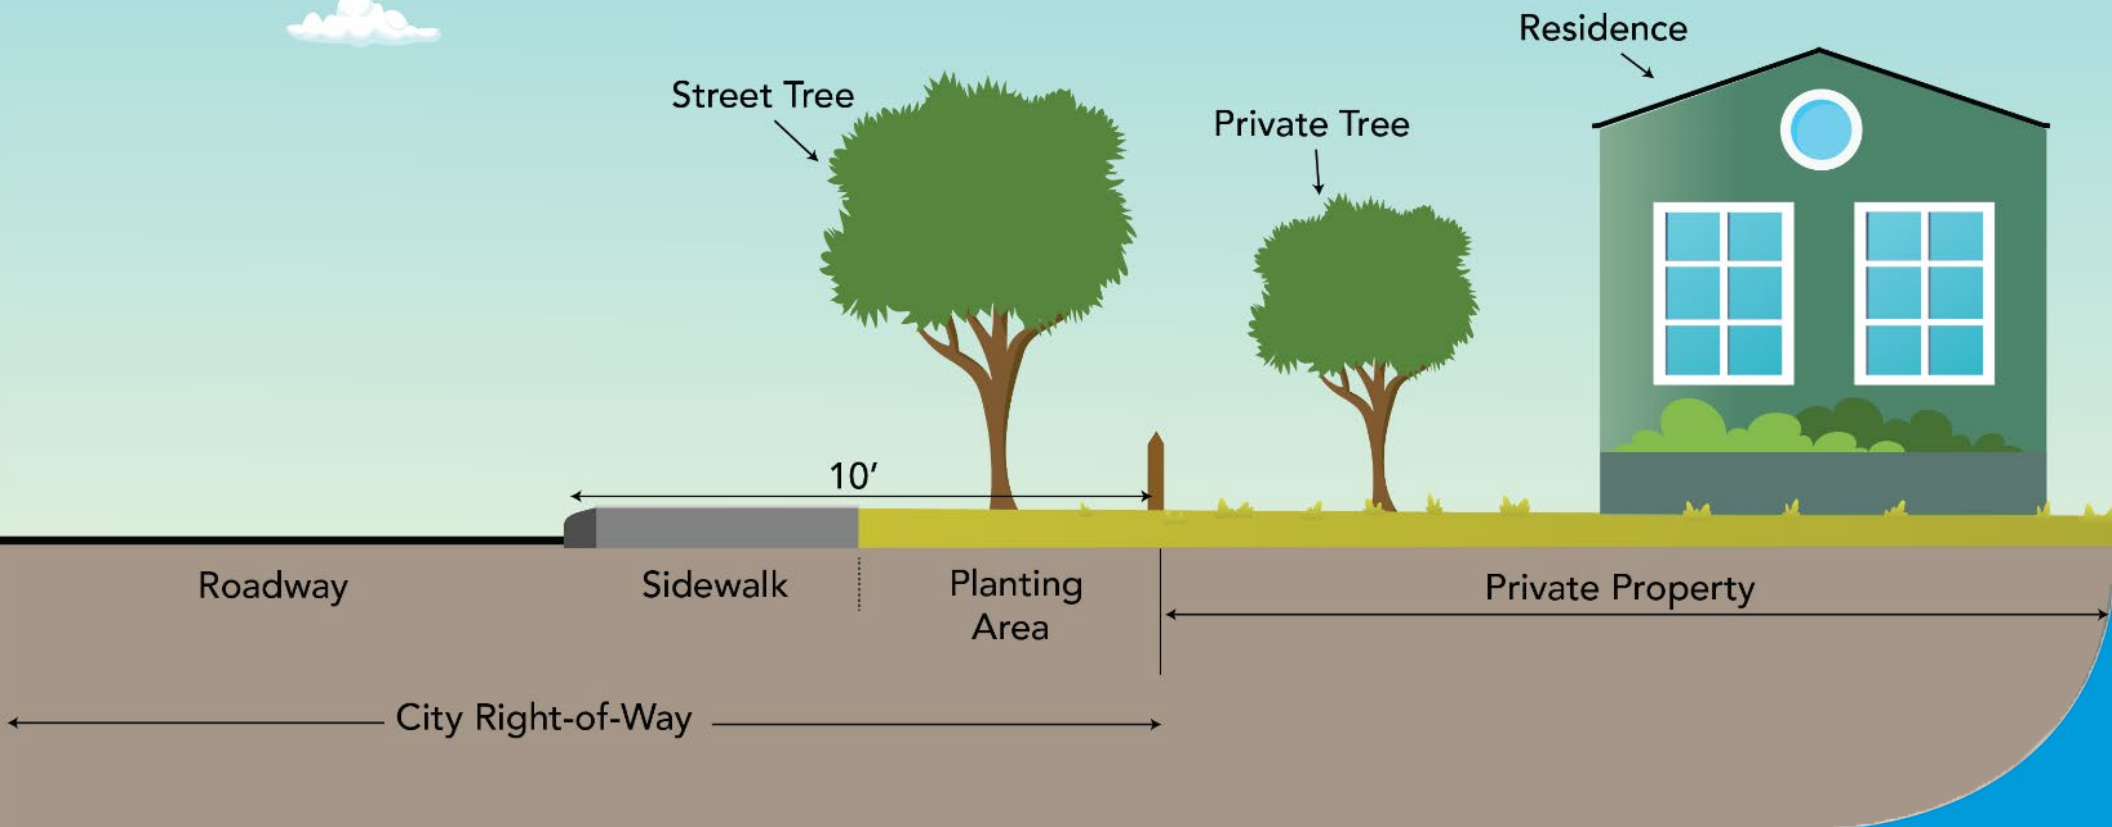 Residence
Street Tree
Private Tree
10′
Roadway
Sidewalk
Planting
Area
Private Property
City Right-of-Way